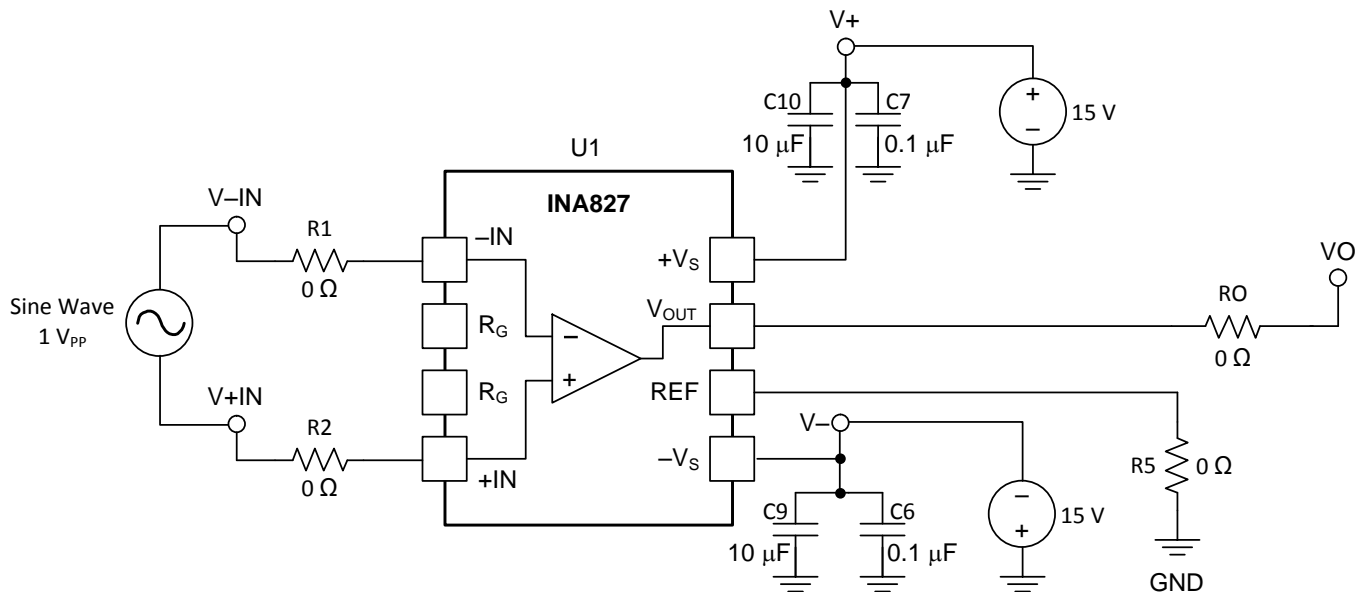 V+
C10
C7
+
−
15 V
10 μF
0.1 μF
U1
INA827
V–IN
R1
0 Ω
–IN
+VS
Sine Wave
1 VPP
RG
VOUT
−
+
RO
0 Ω
VO
RG
REF
V+IN
R2
0 Ω
+IN
V–
–VS
R5
0 Ω
C9
C6
−
+
15 V
10 μF
0.1 μF
GND